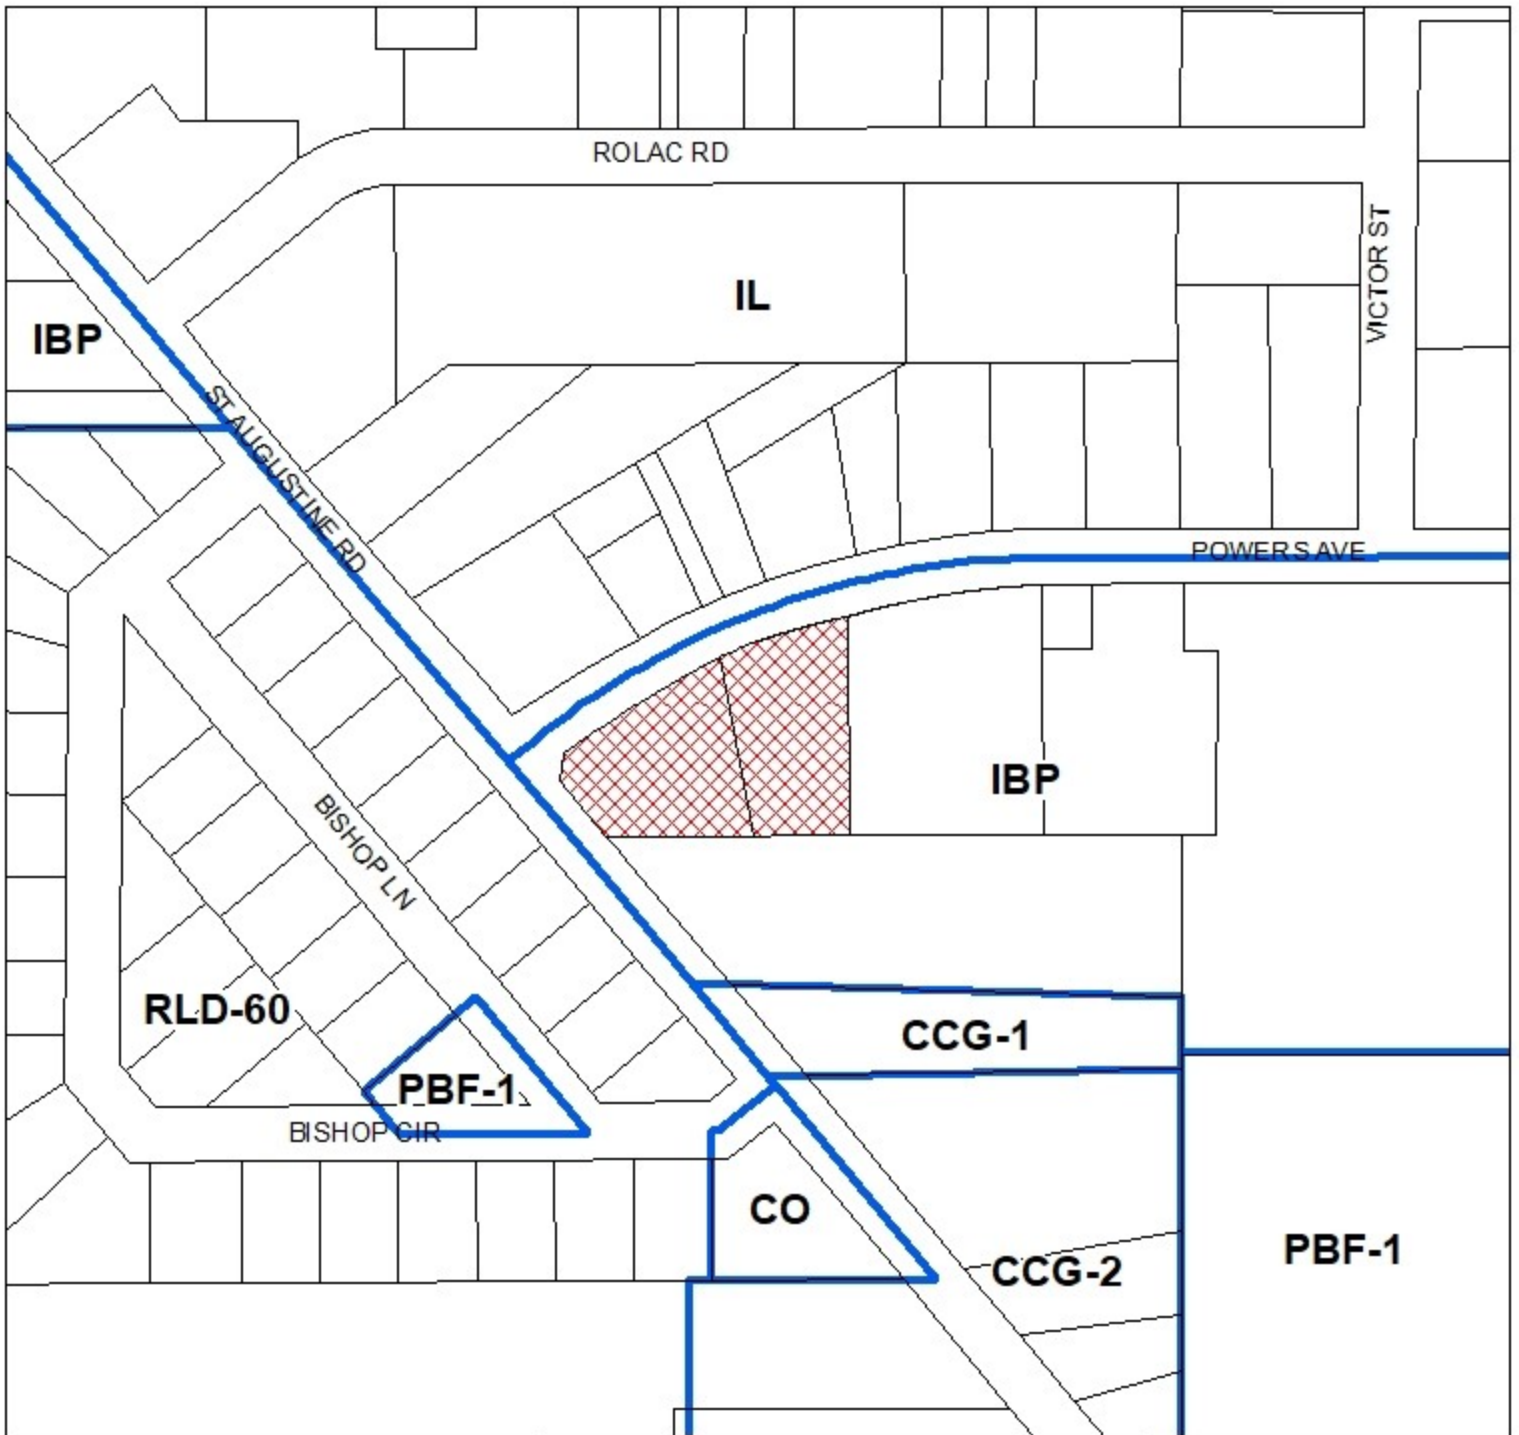 ROLAC RD
VICTOR ST
IL
IBP
ST AUGUSTINE RD
POWERS AVE
IBP
BISHOP LN
RLD-60
CCG-1
PBF-1
BISHOP CIR
CO
PBF-1
CCG-2